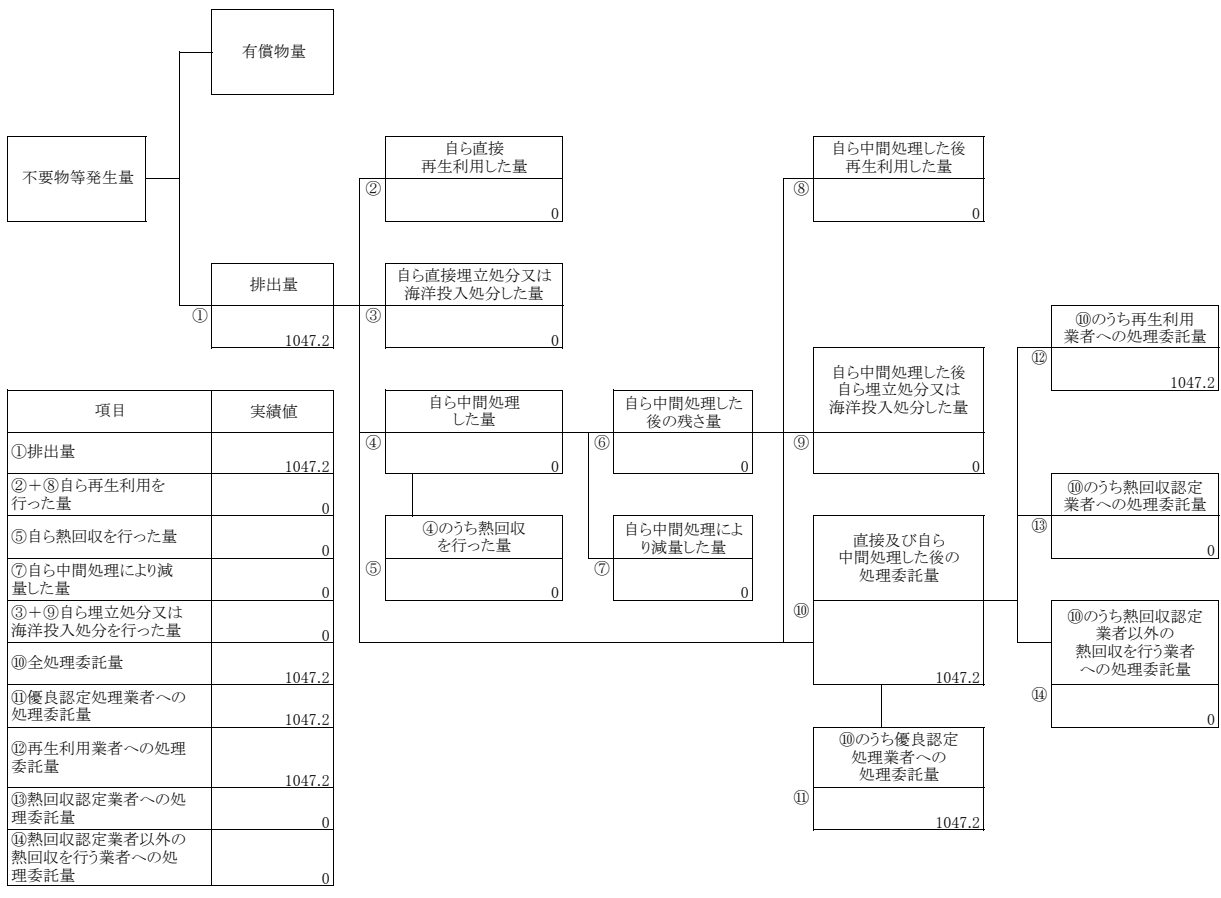 有償物量
不要物等発生量
自ら直接
再生利用した量
②
0
自ら中間処理した後
再生利用した量
⑧
0
排出量
①
1047.2
自ら直接埋立処分又は
海洋投入処分した量
③
0
⑩のうち再生利用
業者への処理委託量
⑫
1047.2
自ら中間処理
した量
④
0
自ら中間処理した
後の残さ量
⑥
0
自ら中間処理した後
自ら埋立処分又は
海洋投入処分した量
⑨
0
⑩のうち熱回収認定
業者への処理委託量
⑬
0
④のうち熱回収
を行った量
⑤
0
自ら中間処理によ
り減量した量
⑦
0
直接及び自ら
中間処理した後の
処理委託量
⑩
1047.2
⑩のうち熱回収認定
業者以外の
熱回収を行う業者
への処理委託量
⑭
0
⑩のうち優良認定
処理業者への
処理委託量
⑪
1047.2
項目
実績値
①排出量
1047.2
②＋⑧自ら再生利用を
行った量
0
⑤自ら熱回収を行った量
0
⑦自ら中間処理により減
量した量
0
③＋⑨自ら埋立処分又は
海洋投入処分を行った量
0
⑩全処理委託量
1047.2
⑪優良認定処理業者への
処理委託量
1047.2
⑫再生利用業者への処理
委託量
1047.2
⑬熱回収認定業者への処
理委託量
0
⑭熱回収認定業者以外の
熱回収を行う業者への処
理委託量
0